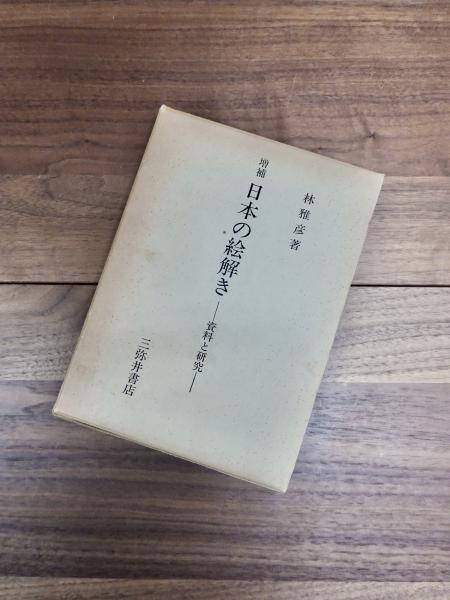 林雅彦著
増補 日本の絵解き──資料と研究──
三弥井書店